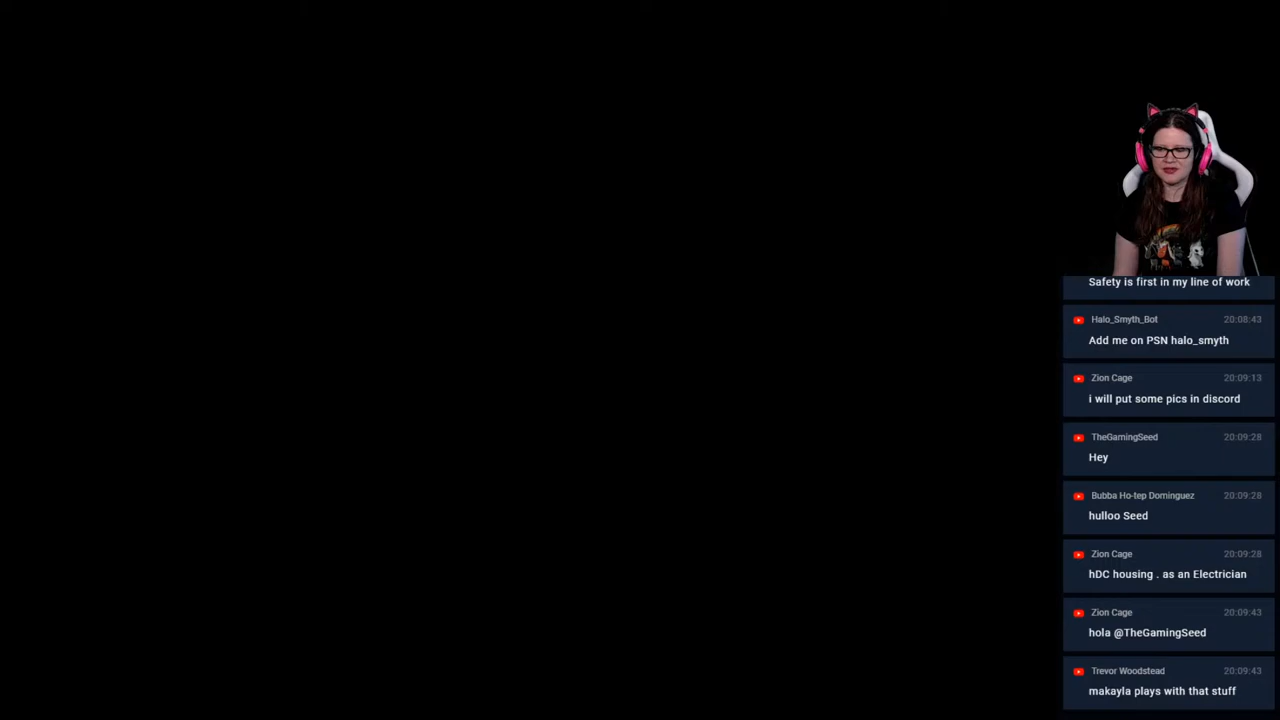 Safety is first in my line of work
Halo_Smyth_Bot 20:08:43
Add me on PSN halo_smyth
Zion Cage 20:09:13
i will put some pics in discord
TheGamingSeed 20:09:28
Hey
Bubba Ho-tep Dominguez 20:09:28
hulloo Seed
Zion Cage 20:09:28
hDC housing . as an Electrician
Zion Cage 20:09:43
hola @TheGamingSeed
Trevor Woodstead 20:09:43
makayla plays with that stuff